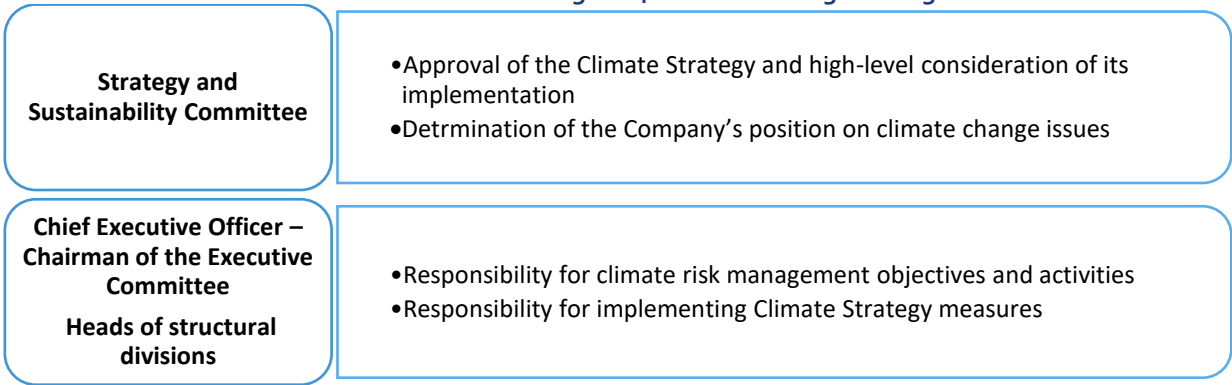 Strategy and
Sustainability Committee
•Approval of the Climate Strategy and high-level consideration of its
implementation
•Detrmination of the Company's position on climate change issues
Chief Executive Officer –
Chairman of the Executive
Committee
Heads of structural
divisions
•Responsibility for climate risk management objectives and activities
•Responsibility for implementing Climate Strategy measures